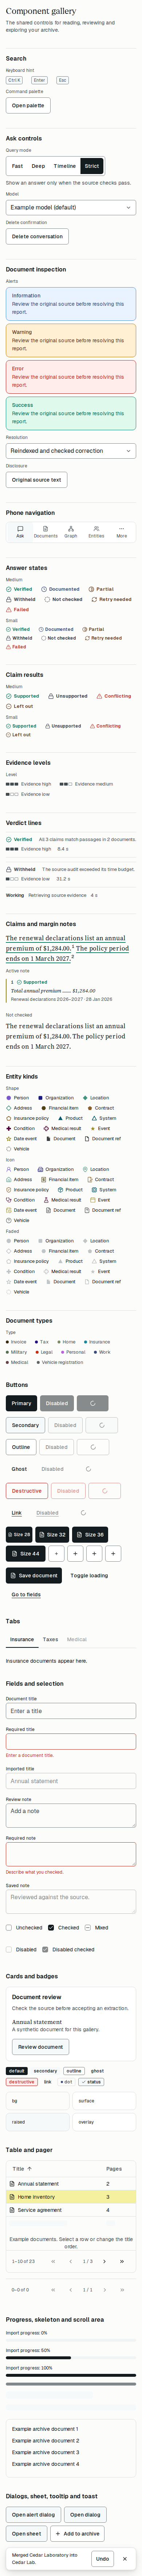 Component gallery
The shared controls for reading, reviewing and
exploring your archive.
Search
Keyboard hint
Ctrl K Enter Esc
Command palette
Open palette
Ask controls
Query mode
Fast Deep Timeline Strict
Show an answer only when the source checks pass.
Model
Example model (default)
Delete confirmation
Delete conversation
Document inspection
Alerts
Information
Review the original source before resolving this
report.
Warning
Review the original source before resolving this
report.
Error
Review the original source before resolving this
report.
Success
Review the original source before resolving this
report.
Resolution
Reindexed and checked correction
Disclosure
Original source text
Phone navigation
Ask Documents Graph Entities More
Answer states
Medium
Verified Documented Partial
Withheld Not checked Retry needed
Failed
Small
Verified Documented Partial
Withheld Not checked Retry needed
Failed
Claim results
Medium
Supported Unsupported Conflicting
Left out
Small
Supported Unsupported Conflicting
Left out
Evidence levels
Level
Evidence high Evidence medium
Evidence low
Verdict lines
Verified All 3 claims match passages in 2 documents.
Evidence high 8.4 s
Withheld The source audit exceeded its time budget.
Evidence low 31.2 s
Working Retrieving source evidence 4 s
Claims and margin notes
The renewal declarations list an annual
premium of $1,284.00.1 The policy period
ends on 1 March 2027.2
Active note
1 Supported
Total annual premium ...... $1,284.00
Renewal declarations 2026–2027 · 28 Jan 2026
Not checked
The renewal declarations list an annual
premium of $1,284.00. The policy period
ends on 1 March 2027.
Entity kinds
Shape
Person Organization Location
Address Financial item Contract
Insurance policy Product System
Condition Medical result Event
Date event Document Document ref
Vehicle
Icon
Person Organization Location
Address Financial item Contract
Insurance policy Product System
Condition Medical result Event
Date event Document Document ref
Vehicle
Faded
Person Organization Location
Address Financial item Contract
Insurance policy Product System
Condition Medical result Event
Date event Document Document ref
Vehicle
Document types
Type
Invoice Tax Home Insurance
Military Legal Personal Work
Medical Vehicle registration
Buttons
Primary Disabled
Secondary Disabled
Outline Disabled
Ghost Disabled
Destructive Disabled
Link Disabled
Size 28 Size 32 Size 36
Size 44
Save document Toggle loading
Go to fields
Tabs
Insurance Taxes Medical
Insurance documents appear here.
Fields and selection
Document title
Enter a title
Required title
Enter a document title.
Imported title
Annual statement
Review note
Add a note
Required note
Describe what you checked.
Saved note
Reviewed against the source.
Unchecked Checked Mixed
Disabled Disabled checked
Cards and badges
Document review
Check the source before accepting an extraction.
Annual statement
A synthetic document for this gallery.
Review document
default secondary outline ghost
destructive link dot status
bg surface
raised overlay
Table and pager
Title Pages
Annual statement 2
Home inventory 3
Service agreement 4
Example documents. Select a row or change the title
order.
1–10 of 23 1 / 3
0–0 of 0 1 / 1
Progress, skeleton and scroll area
Import progress: 0%
Import progress: 50%
Import progress: 100%
Example archive document 1
Example archive document 2
Example archive document 3
Example archive document 4
Dialogs, sheet, tooltip and toast
Open alert dialog Open dialog
Open sheet Add to archive
Merged Cedar Laboratory into
Cedar Lab.
Undo